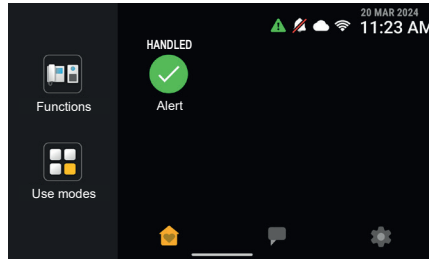 20 MAR 2024
11:23 AM
HANDLED
Alert
Functions
Use modes